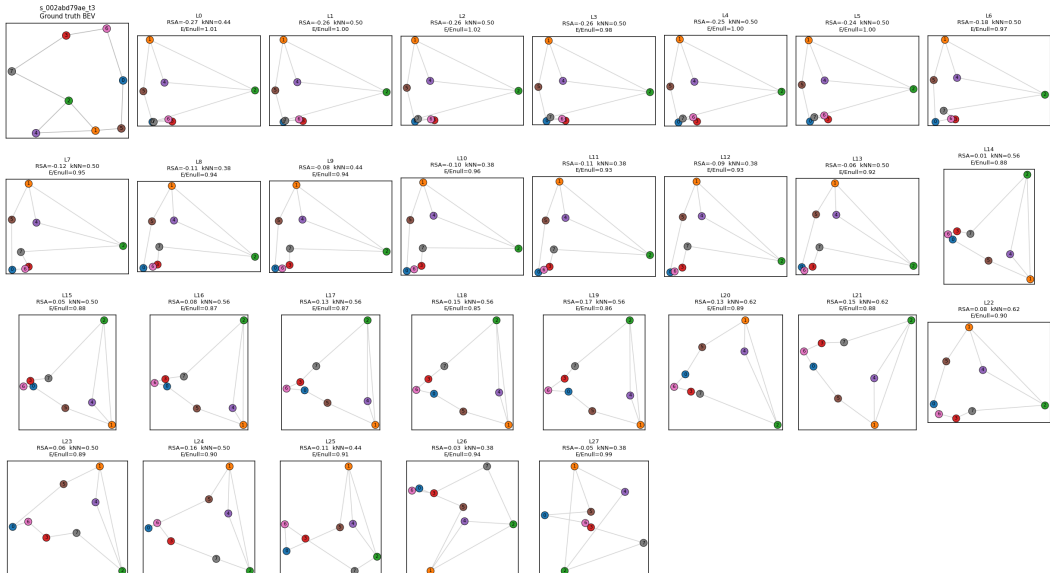 s_002abd79ae_t3
Ground truth BEV
L0
RSA=-0.27 kNN=0.44
E/Enull=1.01
L1
RSA=-0.26 kNN=0.50
E/Enull=1.00
L2
RSA=-0.26 kNN=0.50
E/Enull=1.02
L3
RSA=-0.26 kNN=0.50
E/Enull=0.98
L4
RSA=-0.25 kNN=0.50
E/Enull=1.00
L5
RSA=-0.24 kNN=0.50
E/Enull=1.00
L6
RSA=-0.18 kNN=0.50
E/Enull=0.97
L7
RSA=-0.12 kNN=0.50
E/Enull=0.95
L8
RSA=-0.11 kNN=0.38
E/Enull=0.94
L9
RSA=-0.08 kNN=0.44
E/Enull=0.94
L10
RSA=-0.10 kNN=0.38
E/Enull=0.96
L11
RSA=-0.11 kNN=0.38
E/Enull=0.93
L12
RSA=-0.09 kNN=0.38
E/Enull=0.93
L13
RSA=-0.06 kNN=0.50
E/Enull=0.92
L14
RSA=0.01 kNN=0.56
E/Enull=0.88
L15
RSA=0.05 kNN=0.50
E/Enull=0.88
L16
RSA=0.08 kNN=0.56
E/Enull=0.87
L17
RSA=0.13 kNN=0.56
E/Enull=0.87
L18
RSA=0.15 kNN=0.56
E/Enull=0.85
L19
RSA=0.17 kNN=0.56
E/Enull=0.86
L20
RSA=0.13 kNN=0.62
E/Enull=0.89
L21
RSA=0.15 kNN=0.62
E/Enull=0.88
L22
RSA=0.08 kNN=0.62
E/Enull=0.90
L23
RSA=0.06 kNN=0.50
E/Enull=0.89
L24
RSA=0.16 kNN=0.50
E/Enull=0.90
L25
RSA=0.11 kNN=0.44
E/Enull=0.91
L26
RSA=0.03 kNN=0.38
E/Enull=0.94
L27
RSA=-0.05 kNN=0.38
E/Enull=0.99